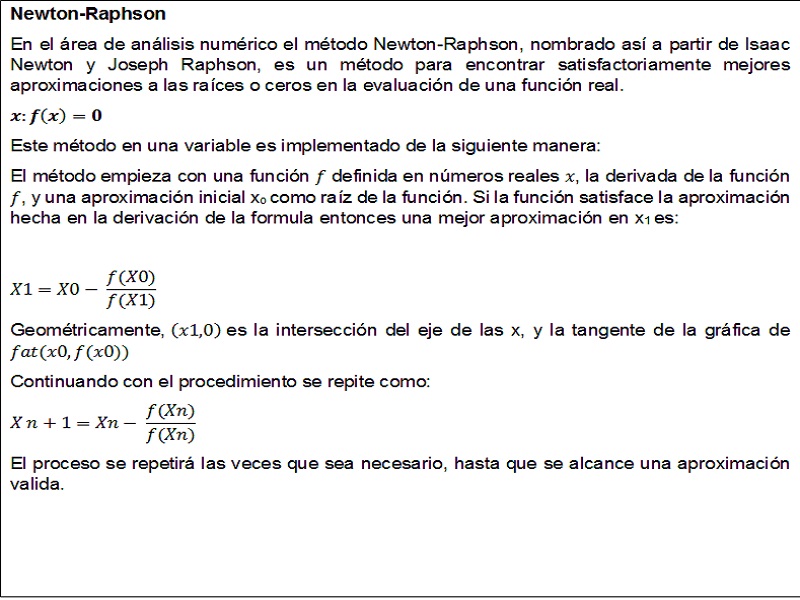 Newton-Raphson
En el área de análisis numérico el método Newton-Raphson, nombrado así a partir de Isaac
Newton y Joseph Raphson, es un método para encontrar satisfactoriamente mejores
aproximaciones a las raíces o ceros en la evaluación de una función real.
x: f(x) = 0
Este método en una variable es implementado de la siguiente manera:
El método empieza con una función f definida en números reales x, la derivada de la función
f, y una aproximación inicial x₀ como raíz de la función. Si la función satisface la aproximación
hecha en la derivación de la formula entonces una mejor aproximación en x₁ es:
X1 = X0 − f(X0)/f(X1)
Geométricamente, (x1,0) es la intersección del eje de las x, y la tangente de la gráfica de
fat(x0, f(x0))
Continuando con el procedimiento se repite como:
X n + 1 = Xn − f(Xn)/f(Xn)
El proceso se repetirá las veces que sea necesario, hasta que se alcance una aproximación
valida.